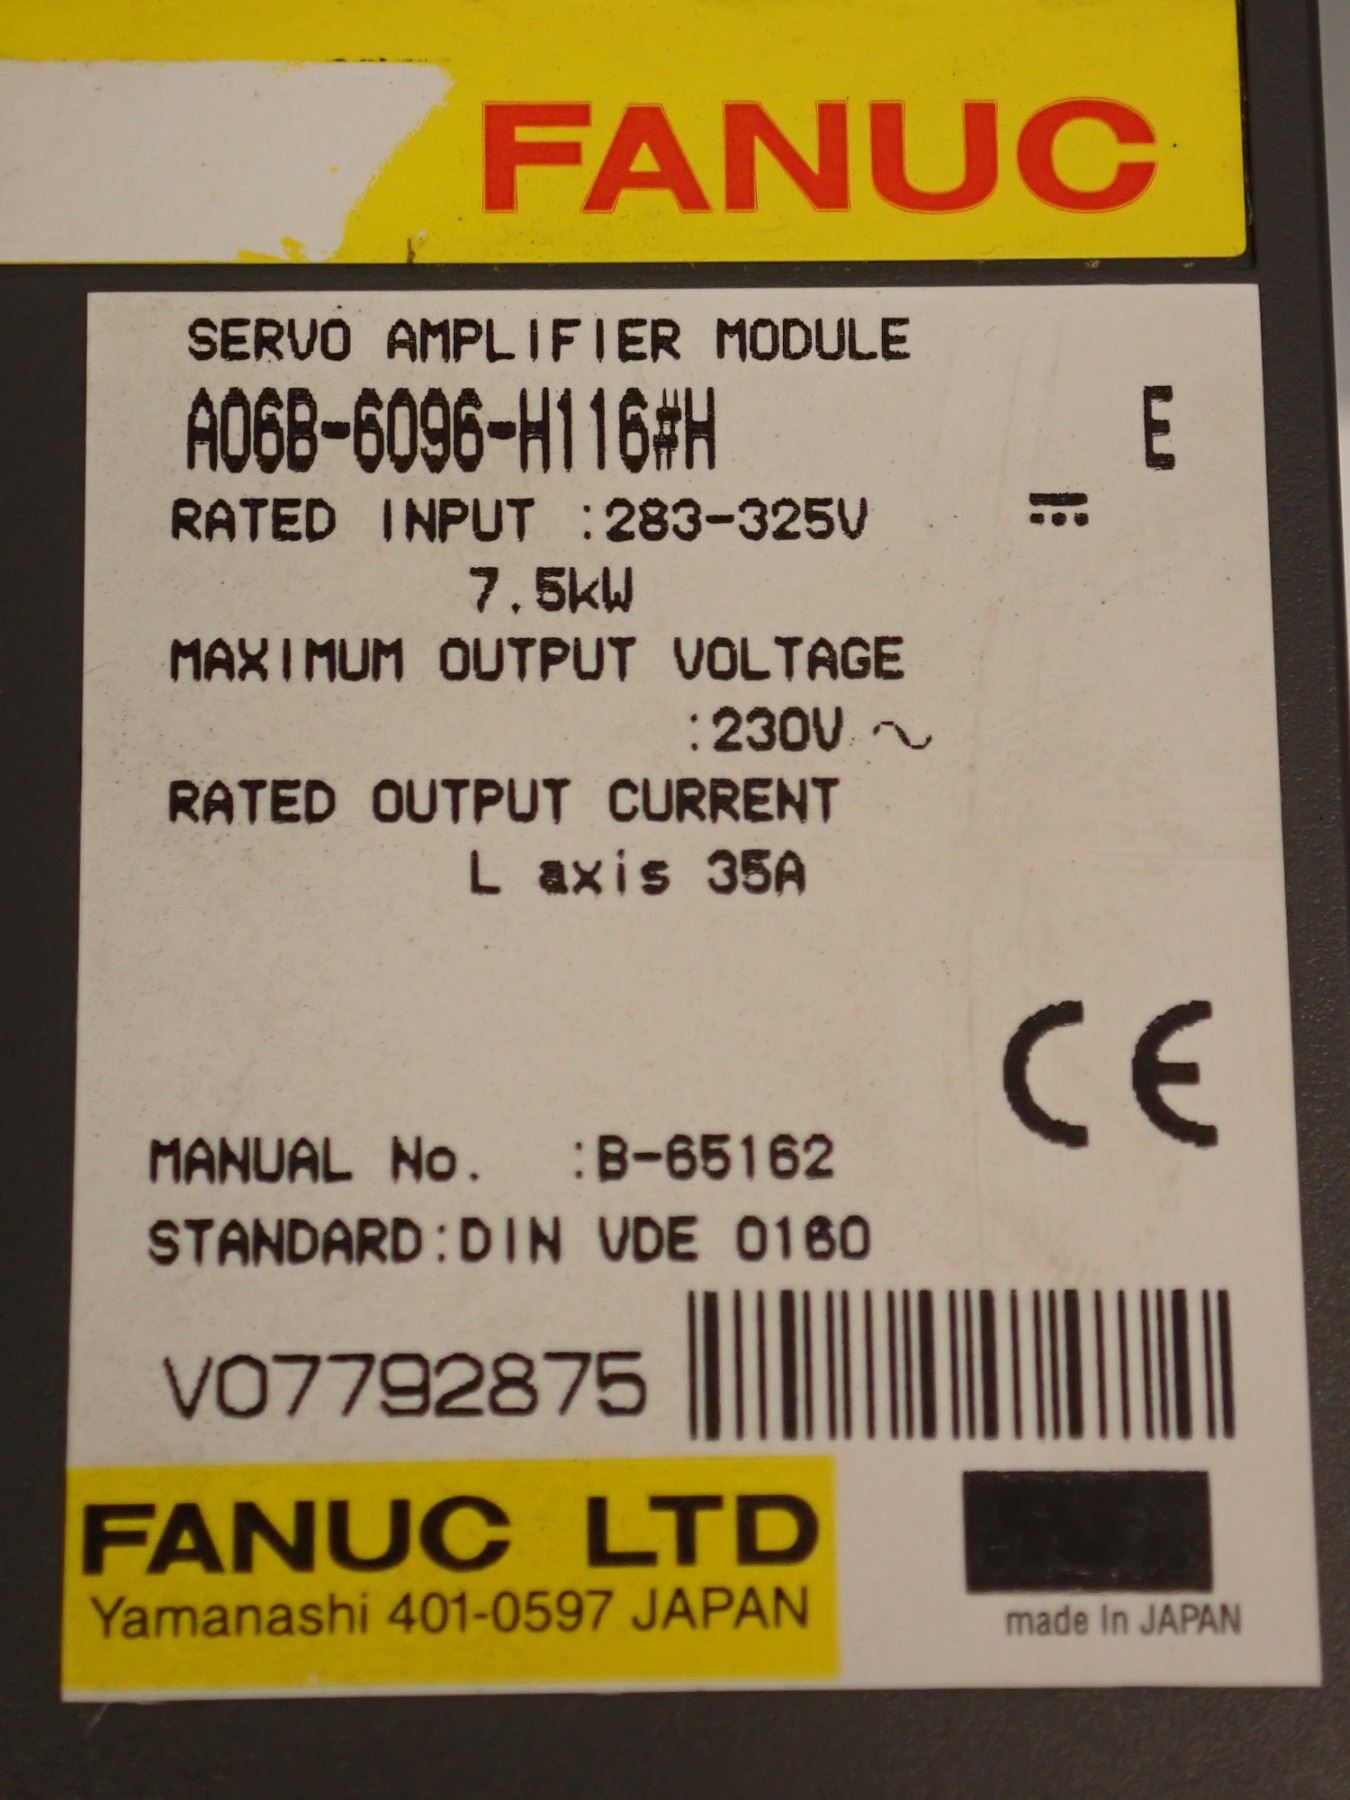 FANUC
SERVO AMPLIFIER MODULE
A06B-6096-H116#H E
RATED INPUT :283-325V ⎓
7.5kW
MAXIMUM OUTPUT VOLTAGE
:230V ~
RATED OUTPUT CURRENT
L axis 35A
CE
MANUAL No. :B-65162
STANDARD:DIN VDE 0160
V07792875
FANUC LTD
Yamanashi 401-0597 JAPAN
made In JAPAN